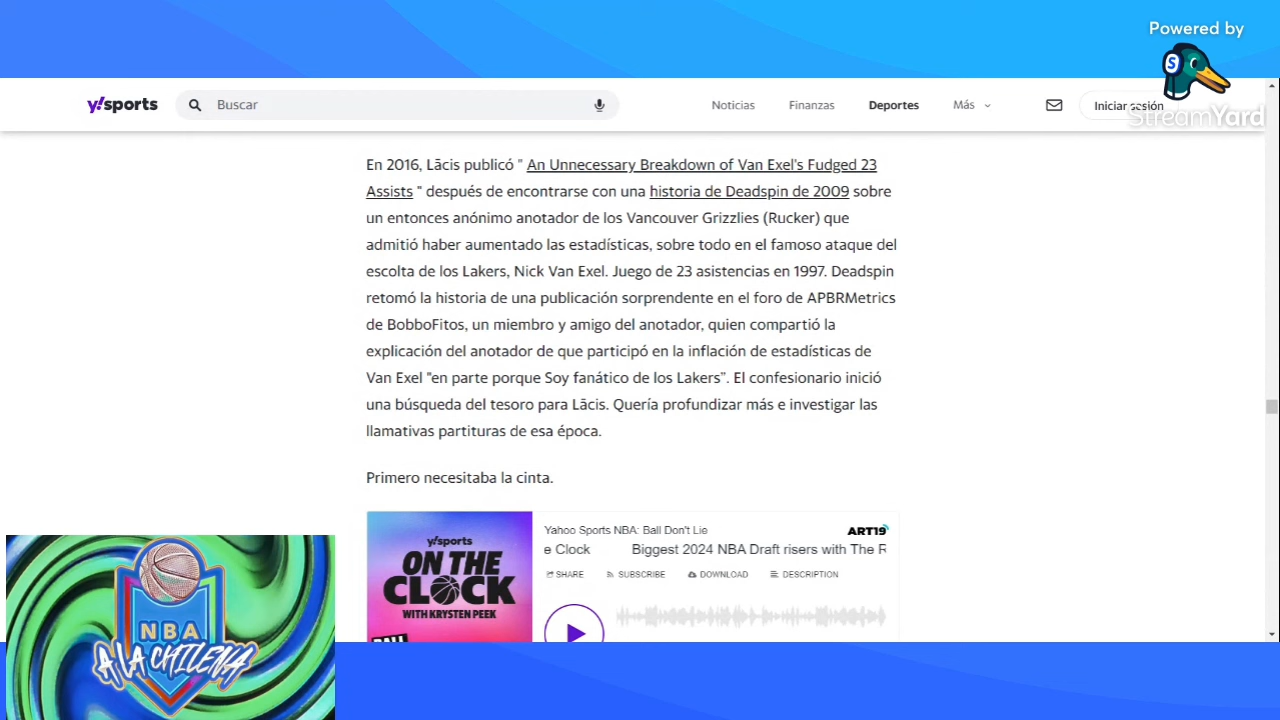 Powered by
StreamYard
y!sports
Buscar
Noticias
Finanzas
Deportes
Más
Iniciar sesión
En 2016, Lācis publicó " An Unnecessary Breakdown of Van Exel's Fudged 23
Assists " después de encontrarse con una historia de Deadspin de 2009 sobre
un entonces anónimo anotador de los Vancouver Grizzlies (Rucker) que
admitió haber aumentado las estadísticas, sobre todo en el famoso ataque del
escolta de los Lakers, Nick Van Exel. Juego de 23 asistencias en 1997. Deadspin
retomó la historia de una publicación sorprendente en el foro de APBRMetrics
de BobboFitos, un miembro y amigo del anotador, quien compartió la
explicación del anotador de que participó en la inflación de estadísticas de
Van Exel "en parte porque Soy fanático de los Lakers". El confesionario inició
una búsqueda del tesoro para Lācis. Quería profundizar más e investigar las
llamativas partituras de esa época.
Primero necesitaba la cinta.
y!sports
ON THE
CLOCK
WITH KRYSTEN PEEK
BALL
Yahoo Sports NBA: Ball Don't Lie
ART19
e Clock
Biggest 2024 NBA Draft risers with The R
SHARE
SUBSCRIBE
DOWNLOAD
DESCRIPTION
NBA
A LA CHILENA